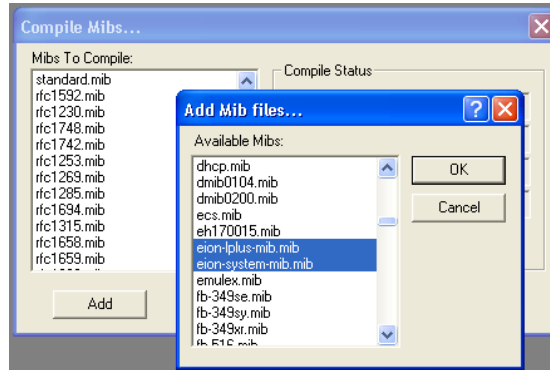 Compile Mibs...
Mibs To Compile:
standard.mib
rfc1592.mib
rfc1230.mib
rfc1748.mib
rfc1742.mib
rfc1253.mib
rfc1269.mib
rfc1285.mib
rfc1694.mib
rfc1315.mib
rfc1658.mib
rfc1659.mib
Compile Status
Add
Add Mib files...
Available Mibs:
dhcp.mib
dmib0104.mib
dmib0200.mib
ecs.mib
eh170015.mib
eion-lplus-mib.mib
eion-system-mib.mib
emulex.mib
fb-349se.mib
fb-349sy.mib
fb-349xr.mib
fb-516.mib
OK
Cancel